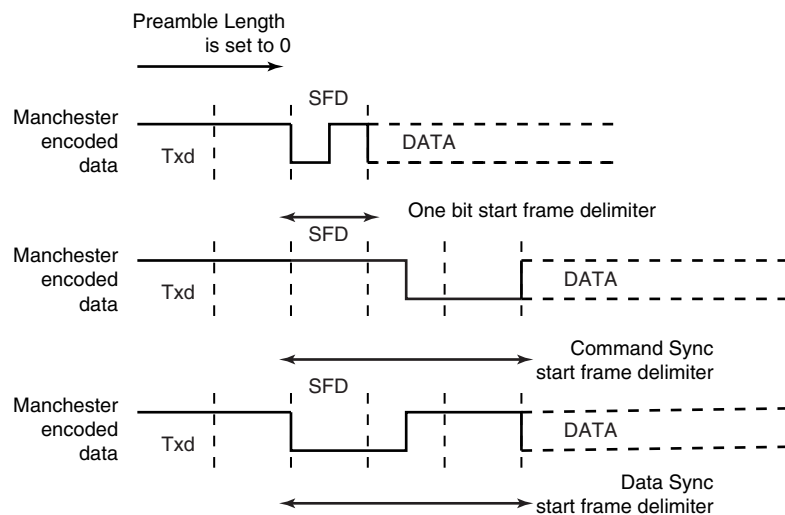 Preamble Length
is set to 0
SFD
Manchester
encoded
data
Txd
DATA
One bit start frame delimiter
SFD
Manchester
encoded
data
Txd
DATA
Command Sync
start frame delimiter
SFD
Manchester
encoded
data
Txd
DATA
Data Sync
start frame delimiter